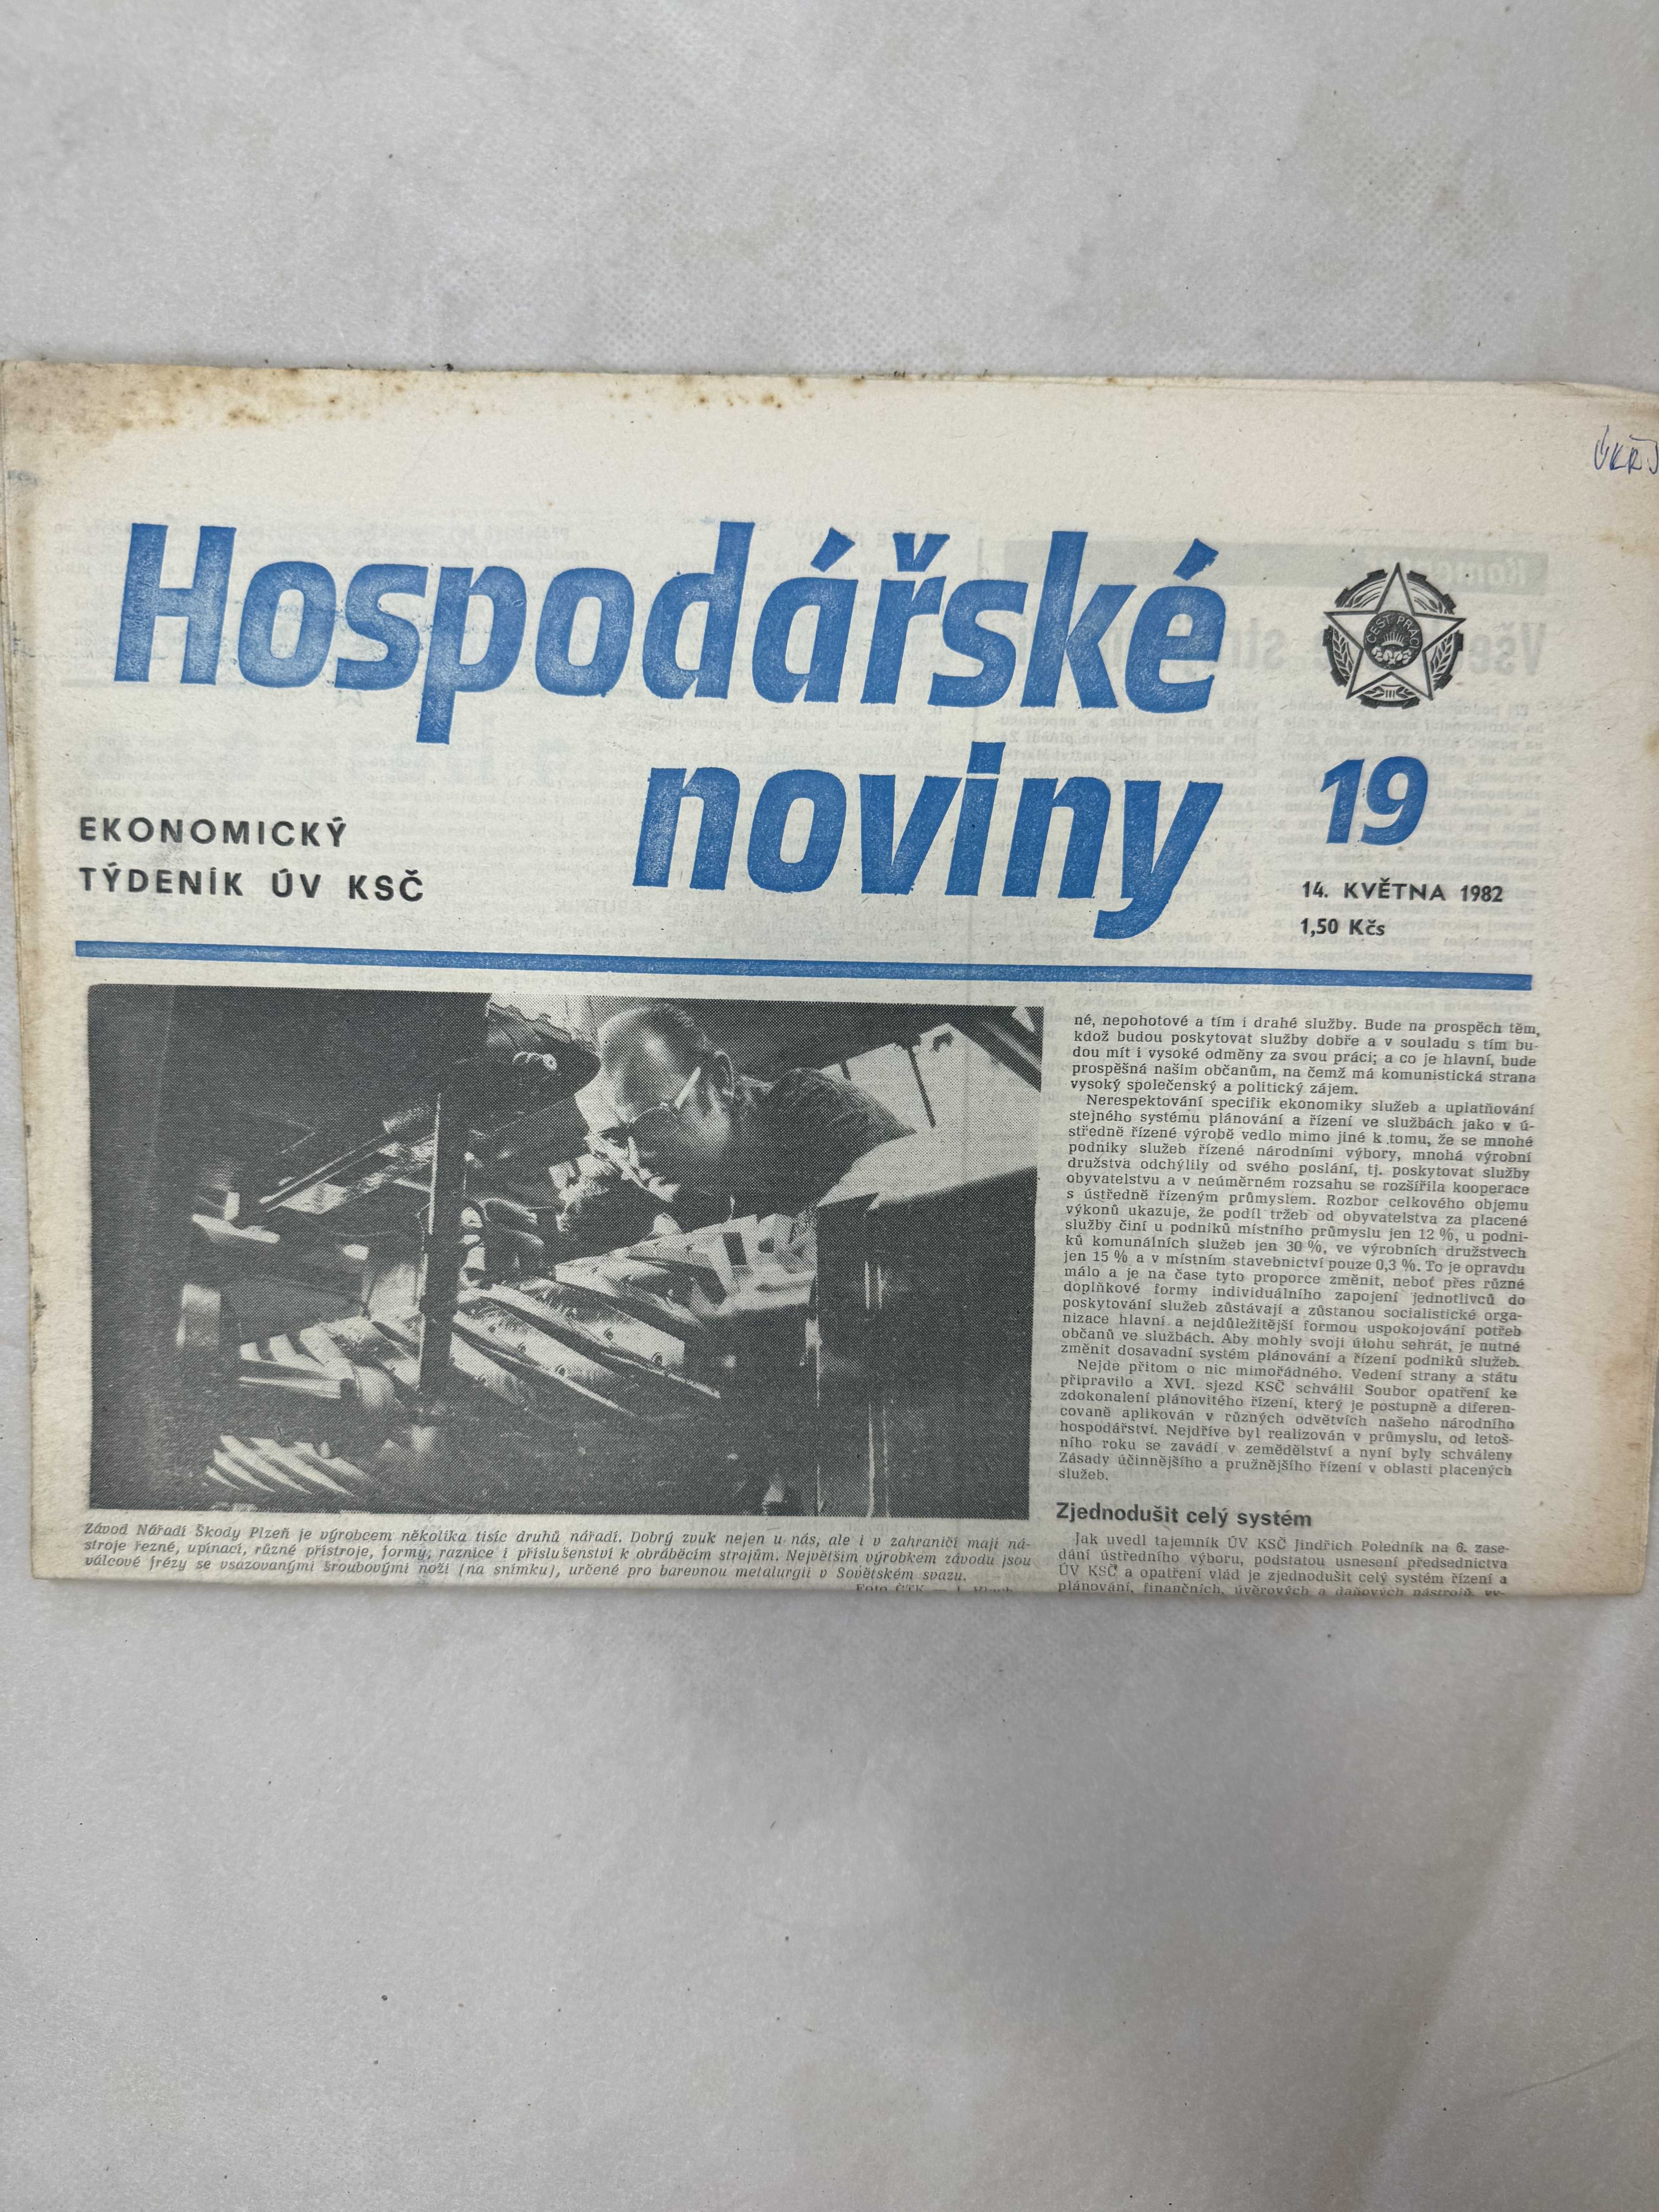 Hospodářské
noviny
EKONOMICKÝ
TÝDENÍK ÚV KSČ
ČEST PRÁCI
19
14. KVĚTNA 1982
1,50 Kčs
Závod Nářadí Škody Plzeň je výrobcem několika tisíc druhů nářadí. Dobrý zvuk nejen u nás, ale i v zahraničí mají ná-
stroje řezné, upínací, různé přístroje, formy, raznice i příslušenství k obráběcím strojům. Největším výrobkem závodu jsou
válcové frézy se vsazovanými šroubovými noži (na snímku), určené pro barevnou metalurgii v Sovětském svazu.
Foto ČTK —
né, nepohotové a tím i drahé služby. Bude na prospěch těm,
kdož budou poskytovat služby dobře a v souladu s tím bu-
dou mít i vysoké odměny za svou práci; a co je hlavní, bude
prospěšná našim občanům, na čemž má komunistická strana
vysoký společenský a politický zájem.
Nerespektování specifik ekonomiky služeb a uplatňování
stejného systému plánování a řízení ve službách jako v ú-
středně řízené výrobě vedlo mimo jiné k tomu, že se mnohé
podniky služeb řízené národními výbory, mnohá výrobní
družstva odchýlily od svého poslání, tj. poskytovat služby
obyvatelstvu a v neúměrném rozsahu se rozšířila kooperace
s ústředně řízeným průmyslem. Rozbor celkového objemu
výkonů ukazuje, že podíl tržeb od obyvatelstva za placené
služby činí u podniků místního průmyslu jen 12 %, u podni-
ků komunálních služeb jen 30 %, ve výrobních družstvech
jen 15 % a v místním stavebnictví pouze 0,3 %. To je opravdu
málo a je na čase tyto proporce změnit, neboť přes různé
doplňkové formy individuálního zapojení jednotlivců do
poskytování služeb zůstávají a zůstanou socialistické orga-
nizace hlavní a nejdůležitější formou uspokojování potřeb
občanů ve službách. Aby mohly svoji úlohu sehrát, je nutné
změnit dosavadní systém plánování a řízení podniků služeb.
Nejde přitom o nic mimořádného. Vedení strany a státu
připravilo a XVI. sjezd KSČ schválil Soubor opatření ke
zdokonalení plánovitého řízení, který je postupně a diferen-
covaně aplikován v různých odvětvích našeho národního
hospodářství. Nejdříve byl realizován v průmyslu, od letoš-
ního roku se zavádí v zemědělství a nyní byly schváleny
Zásady účinnějšího a pružnějšího řízení v oblasti placených
služeb.
Zjednodušit celý systém
Jak uvedl tajemník ÚV KSČ Jindřich Poledník na 6. zase-
dání ústředního výboru, podstatou usnesení předsednictva
ÚV KSČ a opatření vlád je zjednodušit celý systém řízení a
plánování, finančních, úvěrových a daňových nástrojů, vy-